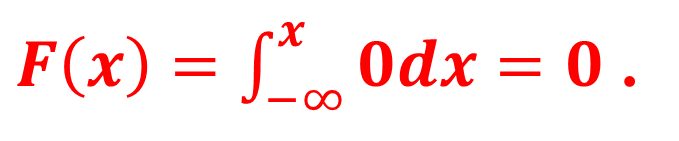 F(x) = ∫_{-∞}^{x} 0dx = 0 .